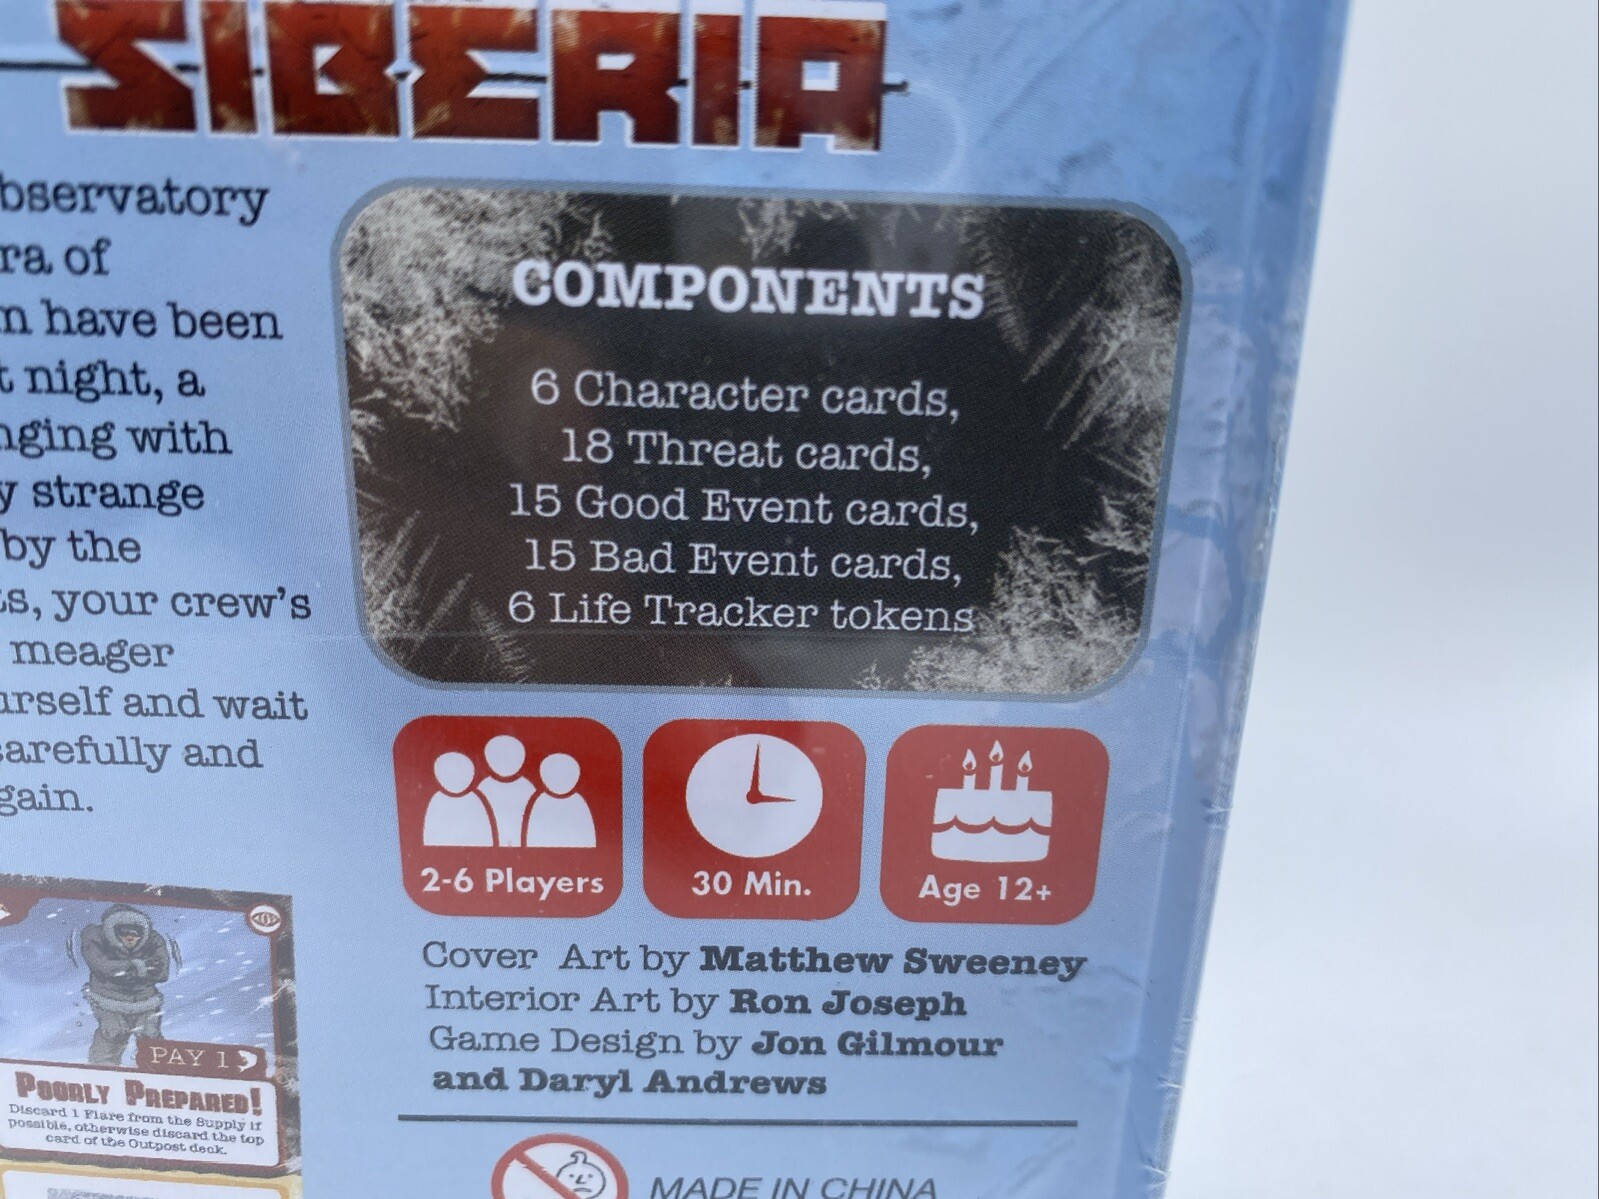 SIBERIA
bservatory
ra of
n have been
t night, a
nging with
y strange
by the
ts, your crew's
meager
urself and wait
carefully and
gain.
COMPONENTS
6 Character cards,
18 Threat cards,
15 Good Event cards,
15 Bad Event cards,
6 Life Tracker tokens
2-6 Players
30 Min.
Age 12+
Cover Art by Matthew Sweeney
Interior Art by Ron Joseph
Game Design by Jon Gilmour
and Daryl Andrews
PAY 1
POORLY PREPARED!
Discard 1 Flare from the Supply if
possible, otherwise discard the top
card of the Outpost deck.
MADE IN CHINA